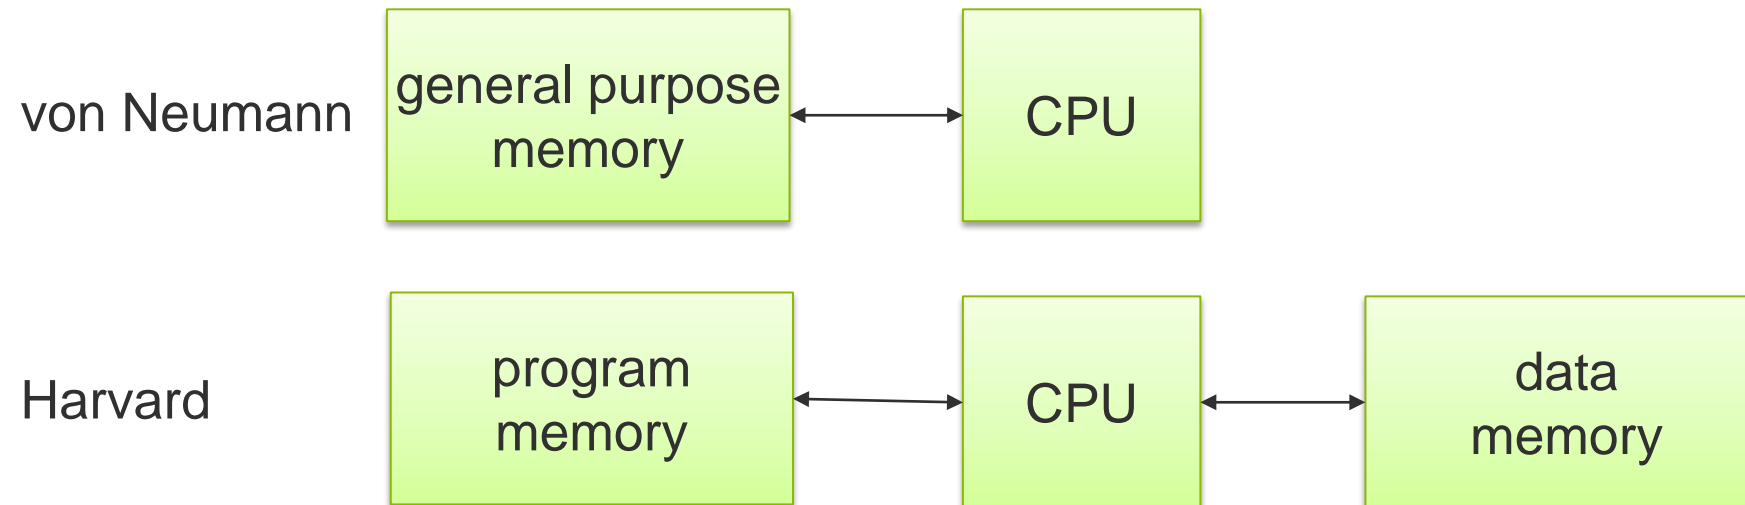 von Neumann
general purpose
memory
CPU
Harvard
program
memory
CPU
data
memory